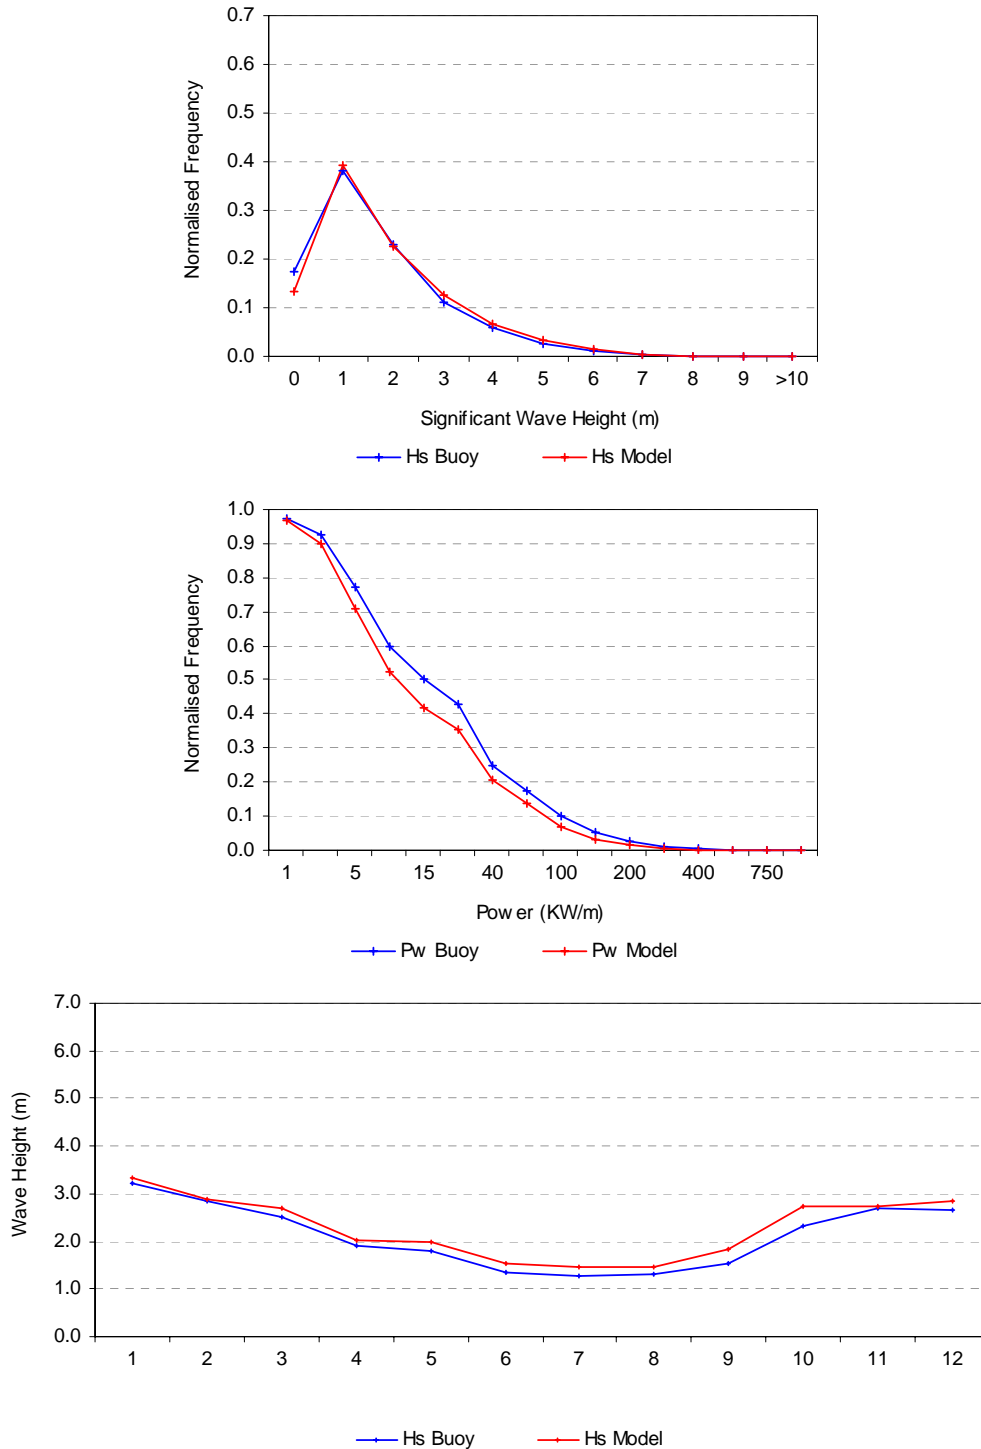 0.7
0.6
0.5
0.4
0.3
0.2
0.1
0.0
Normalised Frequency
0 1 2 3 4 5 6 7 8 9 >10
Significant Wave Height (m)
Hs Buoy Hs Model
1.0
0.9
0.8
0.7
0.6
0.5
0.4
0.3
0.2
0.1
0.0
Normalised Frequency
1 5 15 40 100 200 400 750
Power (KW/m)
Pw Buoy Pw Model
7.0
6.0
5.0
4.0
3.0
2.0
1.0
0.0
Wave Height (m)
1 2 3 4 5 6 7 8 9 10 11 12
Hs Buoy Hs Model